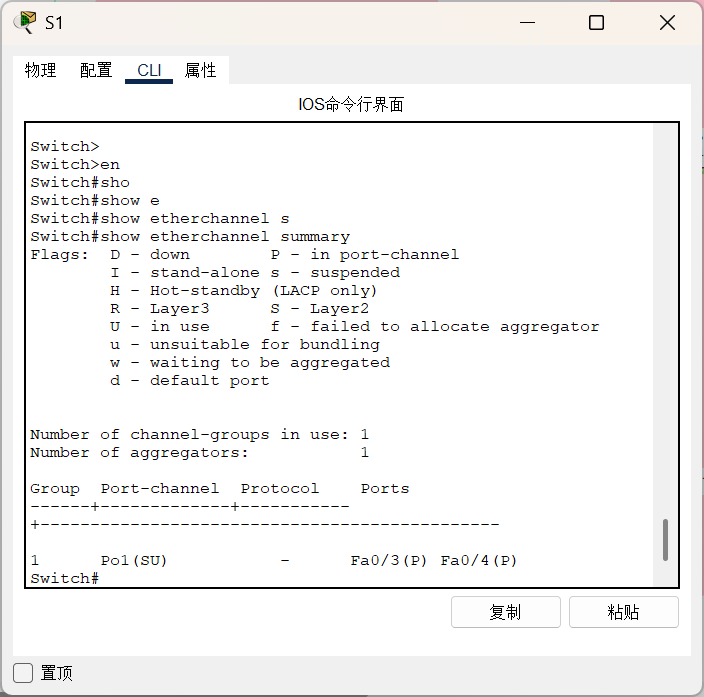 S1
物理 配置 CLI 属性
IOS命令行界面
Switch>
Switch>en
Switch#sho
Switch#show e
Switch#show etherchannel s
Switch#show etherchannel summary
Flags:  D - down        P - in port-channel
        I - stand-alone s - suspended
        H - Hot-standby (LACP only)
        R - Layer3      S - Layer2
        U - in use      f - failed to allocate aggregator
        u - unsuitable for bundling
        w - waiting to be aggregated
        d - default port
Number of channel-groups in use: 1
Number of aggregators:           1
Group  Port-channel  Protocol    Ports
------+-------------+-----------
+----------------------------------------------
1      Po1(SU)           -      Fa0/3(P) Fa0/4(P)
Switch#
复制 粘贴
置顶